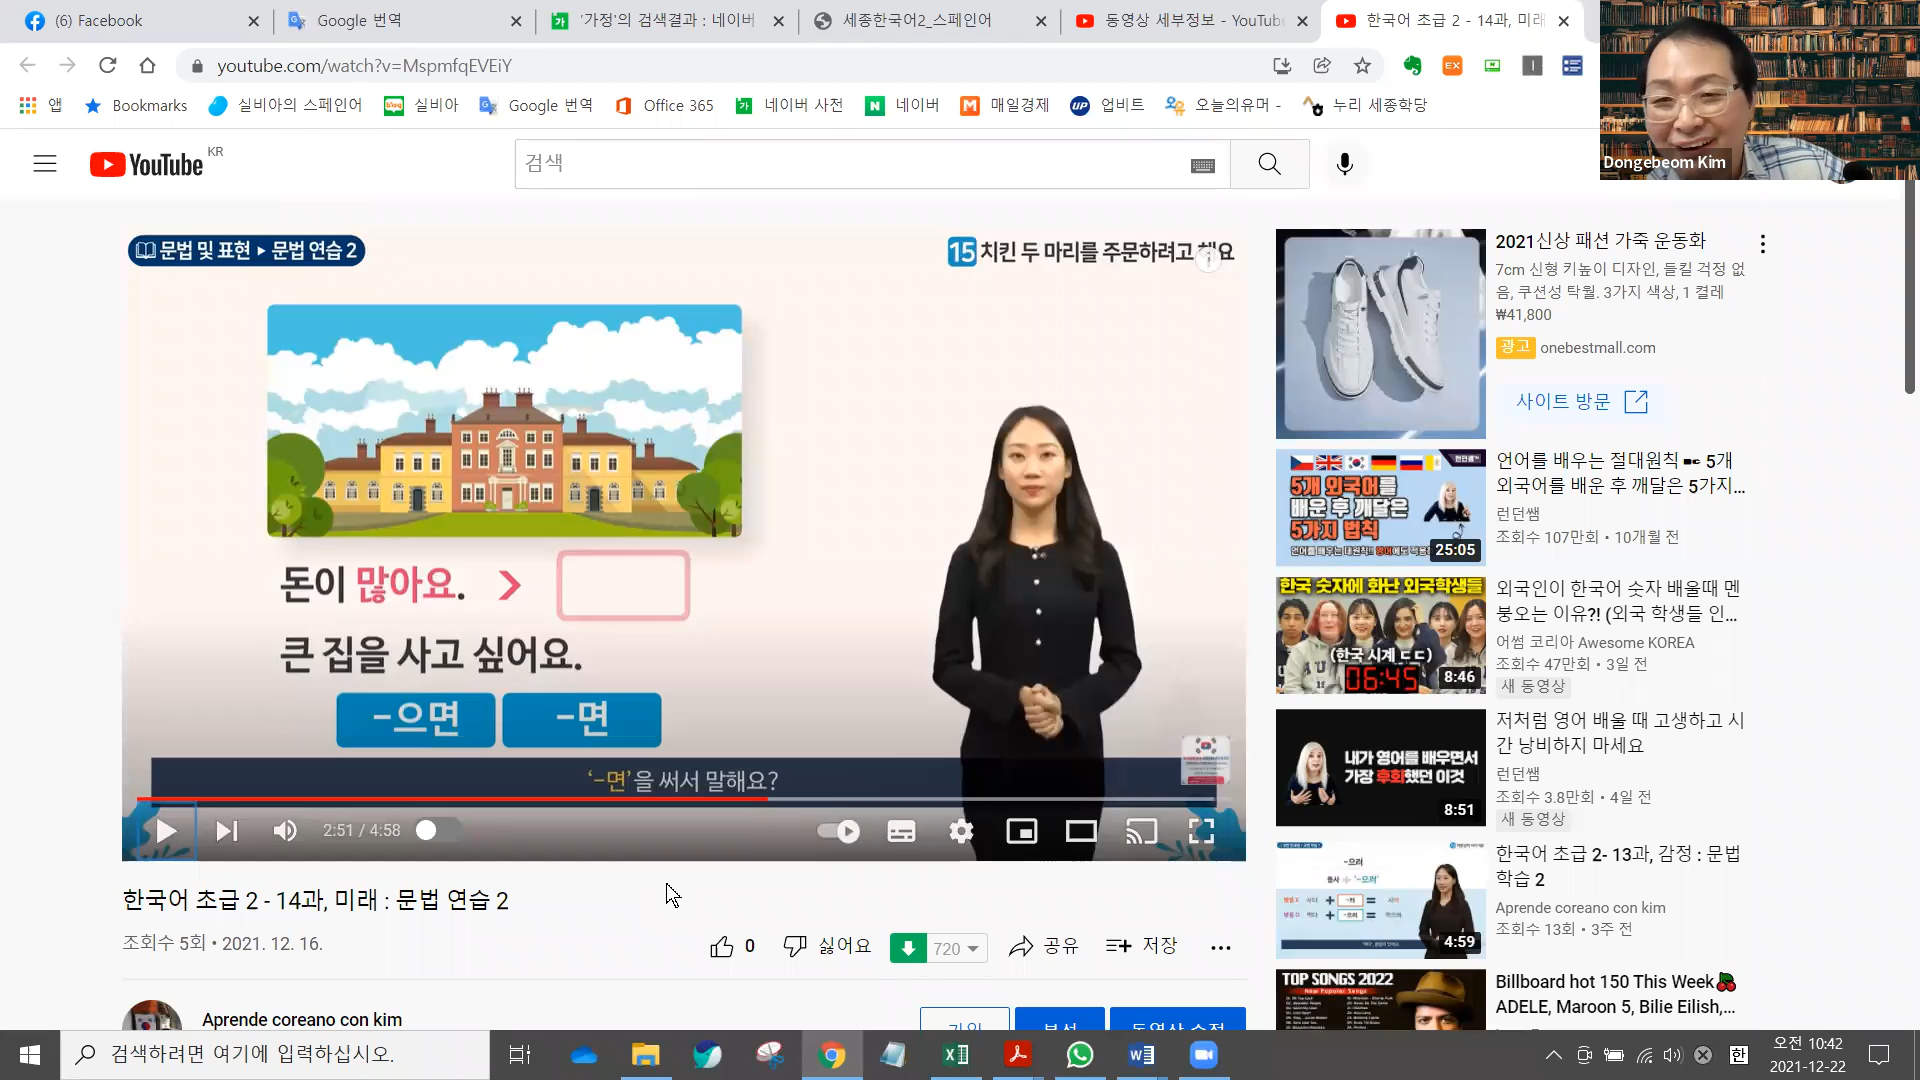 (6) Facebook
Google 번역
'가정'의 검색결과 : 네이버
세종한국어2_스페인어
동영상 세부정보 - YouTube
한국어 초급 2 - 14과, 미래
youtube.com/watch?v=MspmfqEVEiY
앱
Bookmarks
실비아의 스페인어
실비아
Google 번역
Office 365
네이버 사전
네이버
매일경제
업비트
오늘의유머 -
누리 세종학당
Dongebeom Kim
YouTube KR
검색
문법 및 표현 ▸ 문법 연습 2
15 치킨 두 마리를 주문하려고 해요
돈이 많아요. >
큰 집을 사고 싶어요.
-으면
-면
'-면'을 써서 말해요?
2:51 / 4:58
한국어 초급 2 - 14과, 미래 : 문법 연습 2
조회수 5회 • 2021. 12. 16.
0
싫어요
720
공유
저장
Aprende coreano con kim
2021신상 패션 가죽 운동화
7cm 신형 키높이 디자인, 들킬 걱정 없
음, 쿠션성 탁월. 3가지 색상, 1 켤레
₩41,800
광고 onebestmall.com
사이트 방문
5개 외국어를
배운 후 깨달은
5가지 법칙
25:05
언어를 배우는 절대원칙 5개
외국어를 배운 후 깨달은 5가지...
런던쌤
조회수 107만회 • 10개월 전
한국 숫자에 화난 외국학생들
(한국 시계 ㄷㄷ)
06:45
8:46
외국인이 한국어 숫자 배울때 멘
붕오는 이유?! (외국 학생들 인...
어썸 코리아 Awesome KOREA
조회수 47만회 • 3일 전
새 동영상
내가 영어를 배우면서
가장 후회했던 이것
8:51
저처럼 영어 배울 때 고생하고 시
간 낭비하지 마세요
런던쌤
조회수 3.8만회 • 4일 전
새 동영상
-으려
4:59
한국어 초급 2- 13과, 감정 : 문법
학습 2
Aprende coreano con kim
조회수 13회 • 3주 전
TOP SONGS 2022
New Popular Songs
Billboard hot 150 This Week
ADELE, Maroon 5, Bilie Eilish,...
검색하려면 여기에 입력하십시오.
한
오전 10:42
2021-12-22